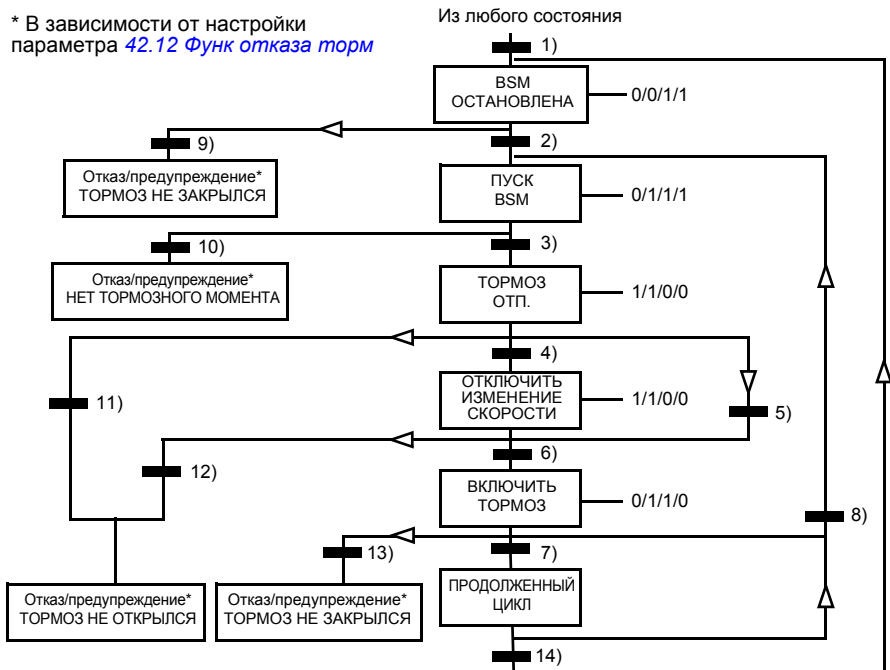 * В зависимости от настройки
параметра 42.12 Функ отказа торм
Из любого состояния
1)
BSM
ОСТАНОВЛЕНА
0/0/1/1
9)
2)
Отказ/предупреждение*
ТОРМОЗ НЕ ЗАКРЫЛСЯ
ПУСК
BSM
0/1/1/1
10)
3)
Отказ/предупреждение*
НЕТ ТОРМОЗНОГО МОМЕНТА
ТОРМОЗ
ОТП.
1/1/0/0
4)
ОТКЛЮЧИТЬ
ИЗМЕНЕНИЕ
СКОРОСТИ
1/1/0/0
11)
5)
12)
6)
ВКЛЮЧИТЬ
ТОРМОЗ
0/1/1/0
8)
13)
7)
Отказ/предупреждение*
ТОРМОЗ НЕ ОТКРЫЛСЯ
Отказ/предупреждение*
ТОРМОЗ НЕ ЗАКРЫЛСЯ
ПРОДОЛЖЕННЫЙ
ЦИКЛ
14)